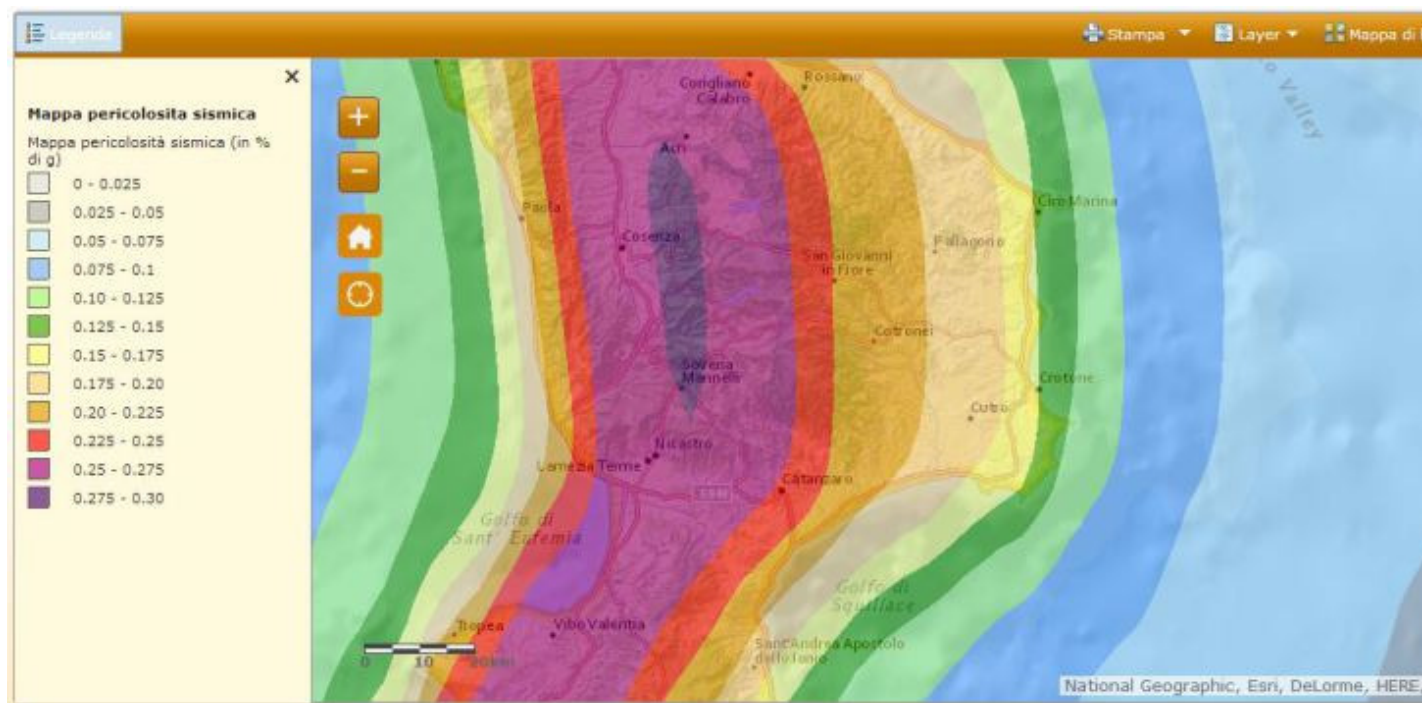 Legenda
Stampa
Layer
Mappa di
Mappa pericolosita sismica
Mappa pericolosità sismica (in %
di g)
0 - 0.025
0.025 - 0.05
0.05 - 0.075
0.075 - 0.1
0.10 - 0.125
0.125 - 0.15
0.15 - 0.175
0.175 - 0.20
0.20 - 0.225
0.225 - 0.25
0.25 - 0.275
0.275 - 0.30
Corigliano
Calabro
Rossano
Valley
Acri
Paola
Cirò Marina
Cosenza
Pallagorio
San Giovanni
in Fiore
Cotronei
Soveria
Mannelli
Crotone
Cutro
Nicastro
Lamezia Terme
Catanzaro
Golfo di
Sant' Eufemia
Golfo di
Squillace
Tropea
Vibo Valentia
Sant'Andrea Apostolo
dello Ionio
0 10 20km
National Geographic, Esri, DeLorme, HERE